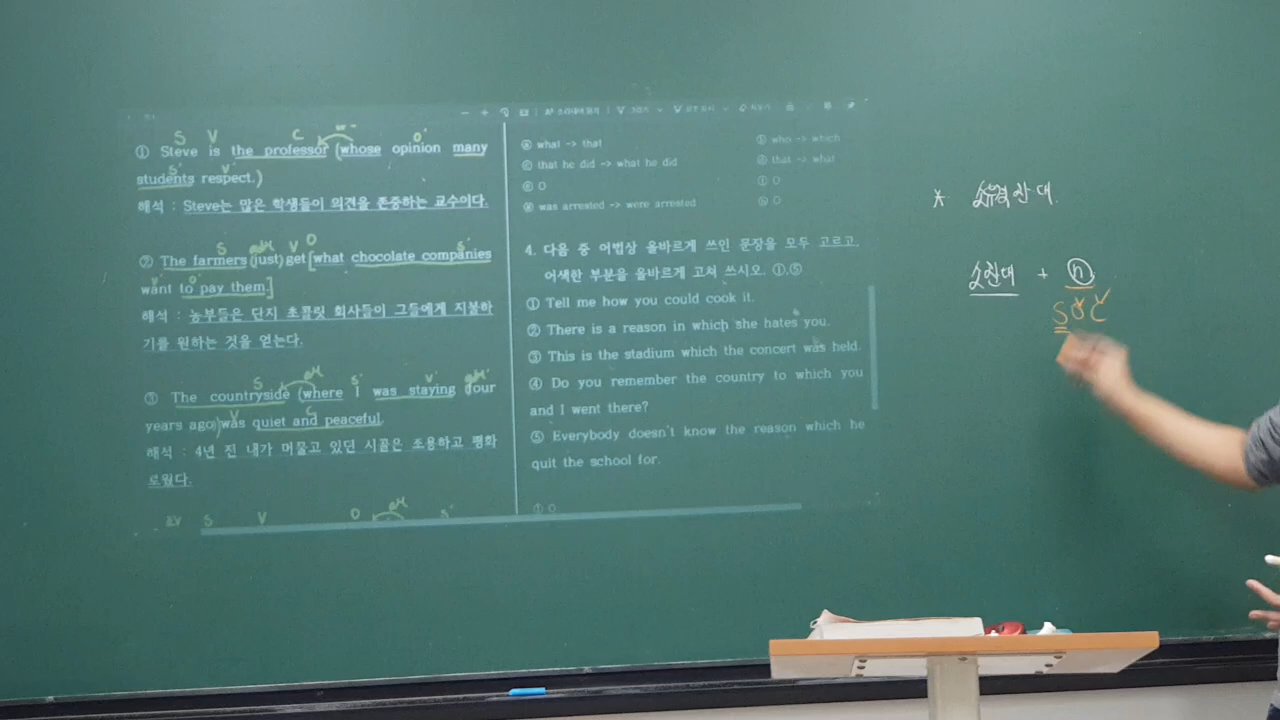 S V C O'
① Steve is the professor (whose opinion many
S' V'
students respect.)
해석 : Steve는 많은 학생들이 의견을 존중하는 교수이다.
S V O S'
② The farmers (just) get [what chocolate companies
V' O'
want to pay them]
해석 : 농부들은 단지 초콜릿 회사들이 그들에게 지불하
기를 원하는 것을 얻는다.
S S' V'
③ The countryside (where I was staying four
V C
years ago) was quiet and peaceful.
해석 : 4년 전 내가 머물고 있던 시골은 조용하고 평화
로웠다.
S V O S'
ⓐ what -> that ⓑ who -> which
ⓒ that he did -> what he did ⓓ that -> what
ⓔ O ⓕ O
ⓖ was arrested -> were arrested ⓗ O
4. 다음 중 어법상 올바르게 쓰인 문장을 모두 고르고,
어색한 부분을 올바르게 고쳐 쓰시오. ①,⑤
① Tell me how you could cook it.
② There is a reason in which she hates you.
③ This is the stadium which the concert was held.
④ Do you remember the country to which you
and I went there?
⑤ Everybody doesn't know the reason which he
quit the school for.
① O
* 소유격관대.
소관대 + ⓝ
S O C